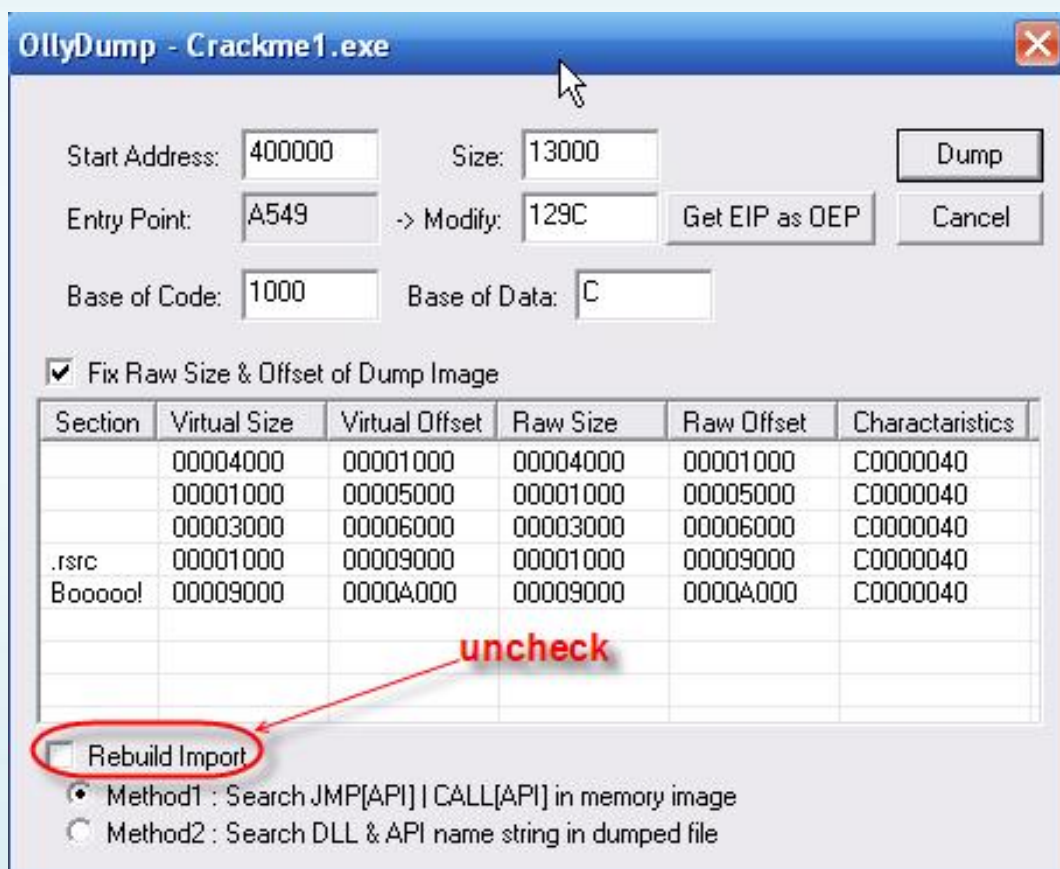 OllyDump - Crackme1.exe
Start Address: 400000 Size: 13000 Dump
Entry Point: A549 -> Modify: 129C Get EIP as OEP Cancel
Base of Code: 1000 Base of Data: C
Fix Raw Size & Offset of Dump Image
Section Virtual Size Virtual Offset Raw Size Raw Offset Charactaristics
00004000 00001000 00004000 00001000 C0000040
00001000 00005000 00001000 00005000 C0000040
00003000 00006000 00003000 00006000 C0000040
.rsrc 00001000 00009000 00001000 00009000 C0000040
Booooo! 00009000 0000A000 00009000 0000A000 C0000040
uncheck
Rebuild Import
Method1 : Search JMP[API] | CALL[API] in memory image
Method2 : Search DLL & API name string in dumped file